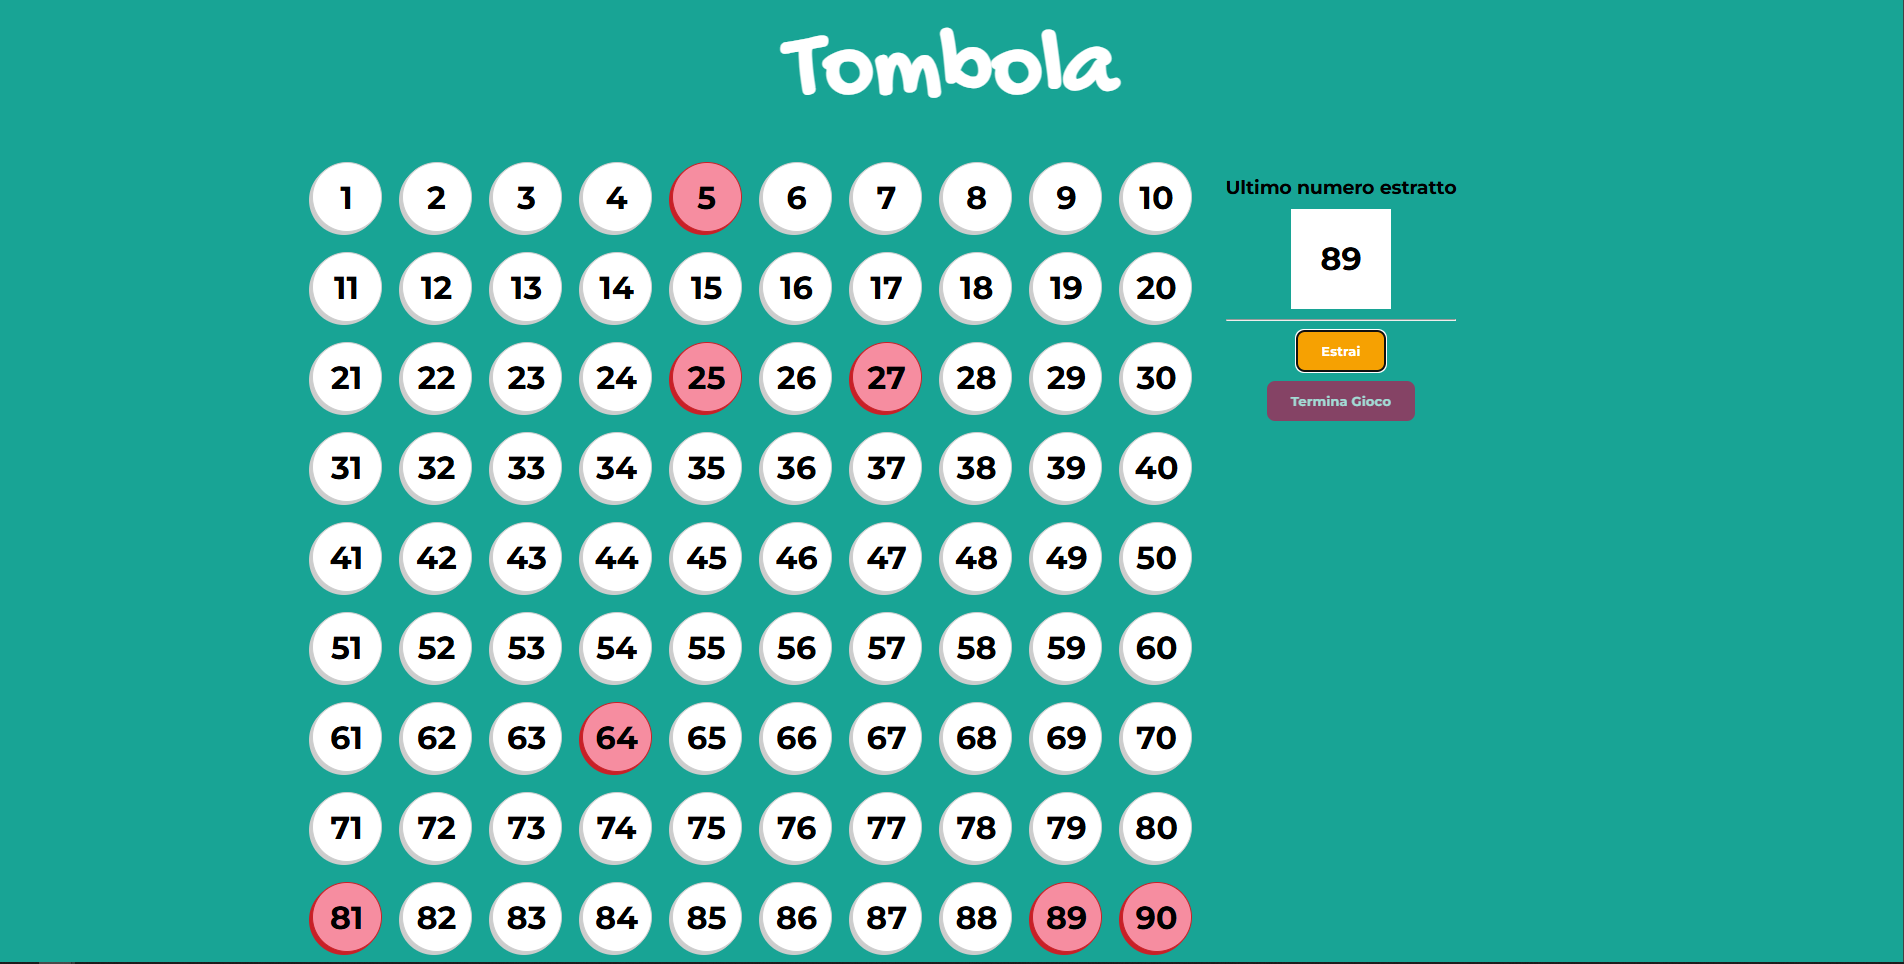 Tombola
1 2 3 4 5 6 7 8 9 10
Ultimo numero estratto
89
11 12 13 14 15 16 17 18 19 20
Estrai
21 22 23 24 25 26 27 28 29 30
Termina Gioco
31 32 33 34 35 36 37 38 39 40
41 42 43 44 45 46 47 48 49 50
51 52 53 54 55 56 57 58 59 60
61 62 63 64 65 66 67 68 69 70
71 72 73 74 75 76 77 78 79 80
81 82 83 84 85 86 87 88 89 90